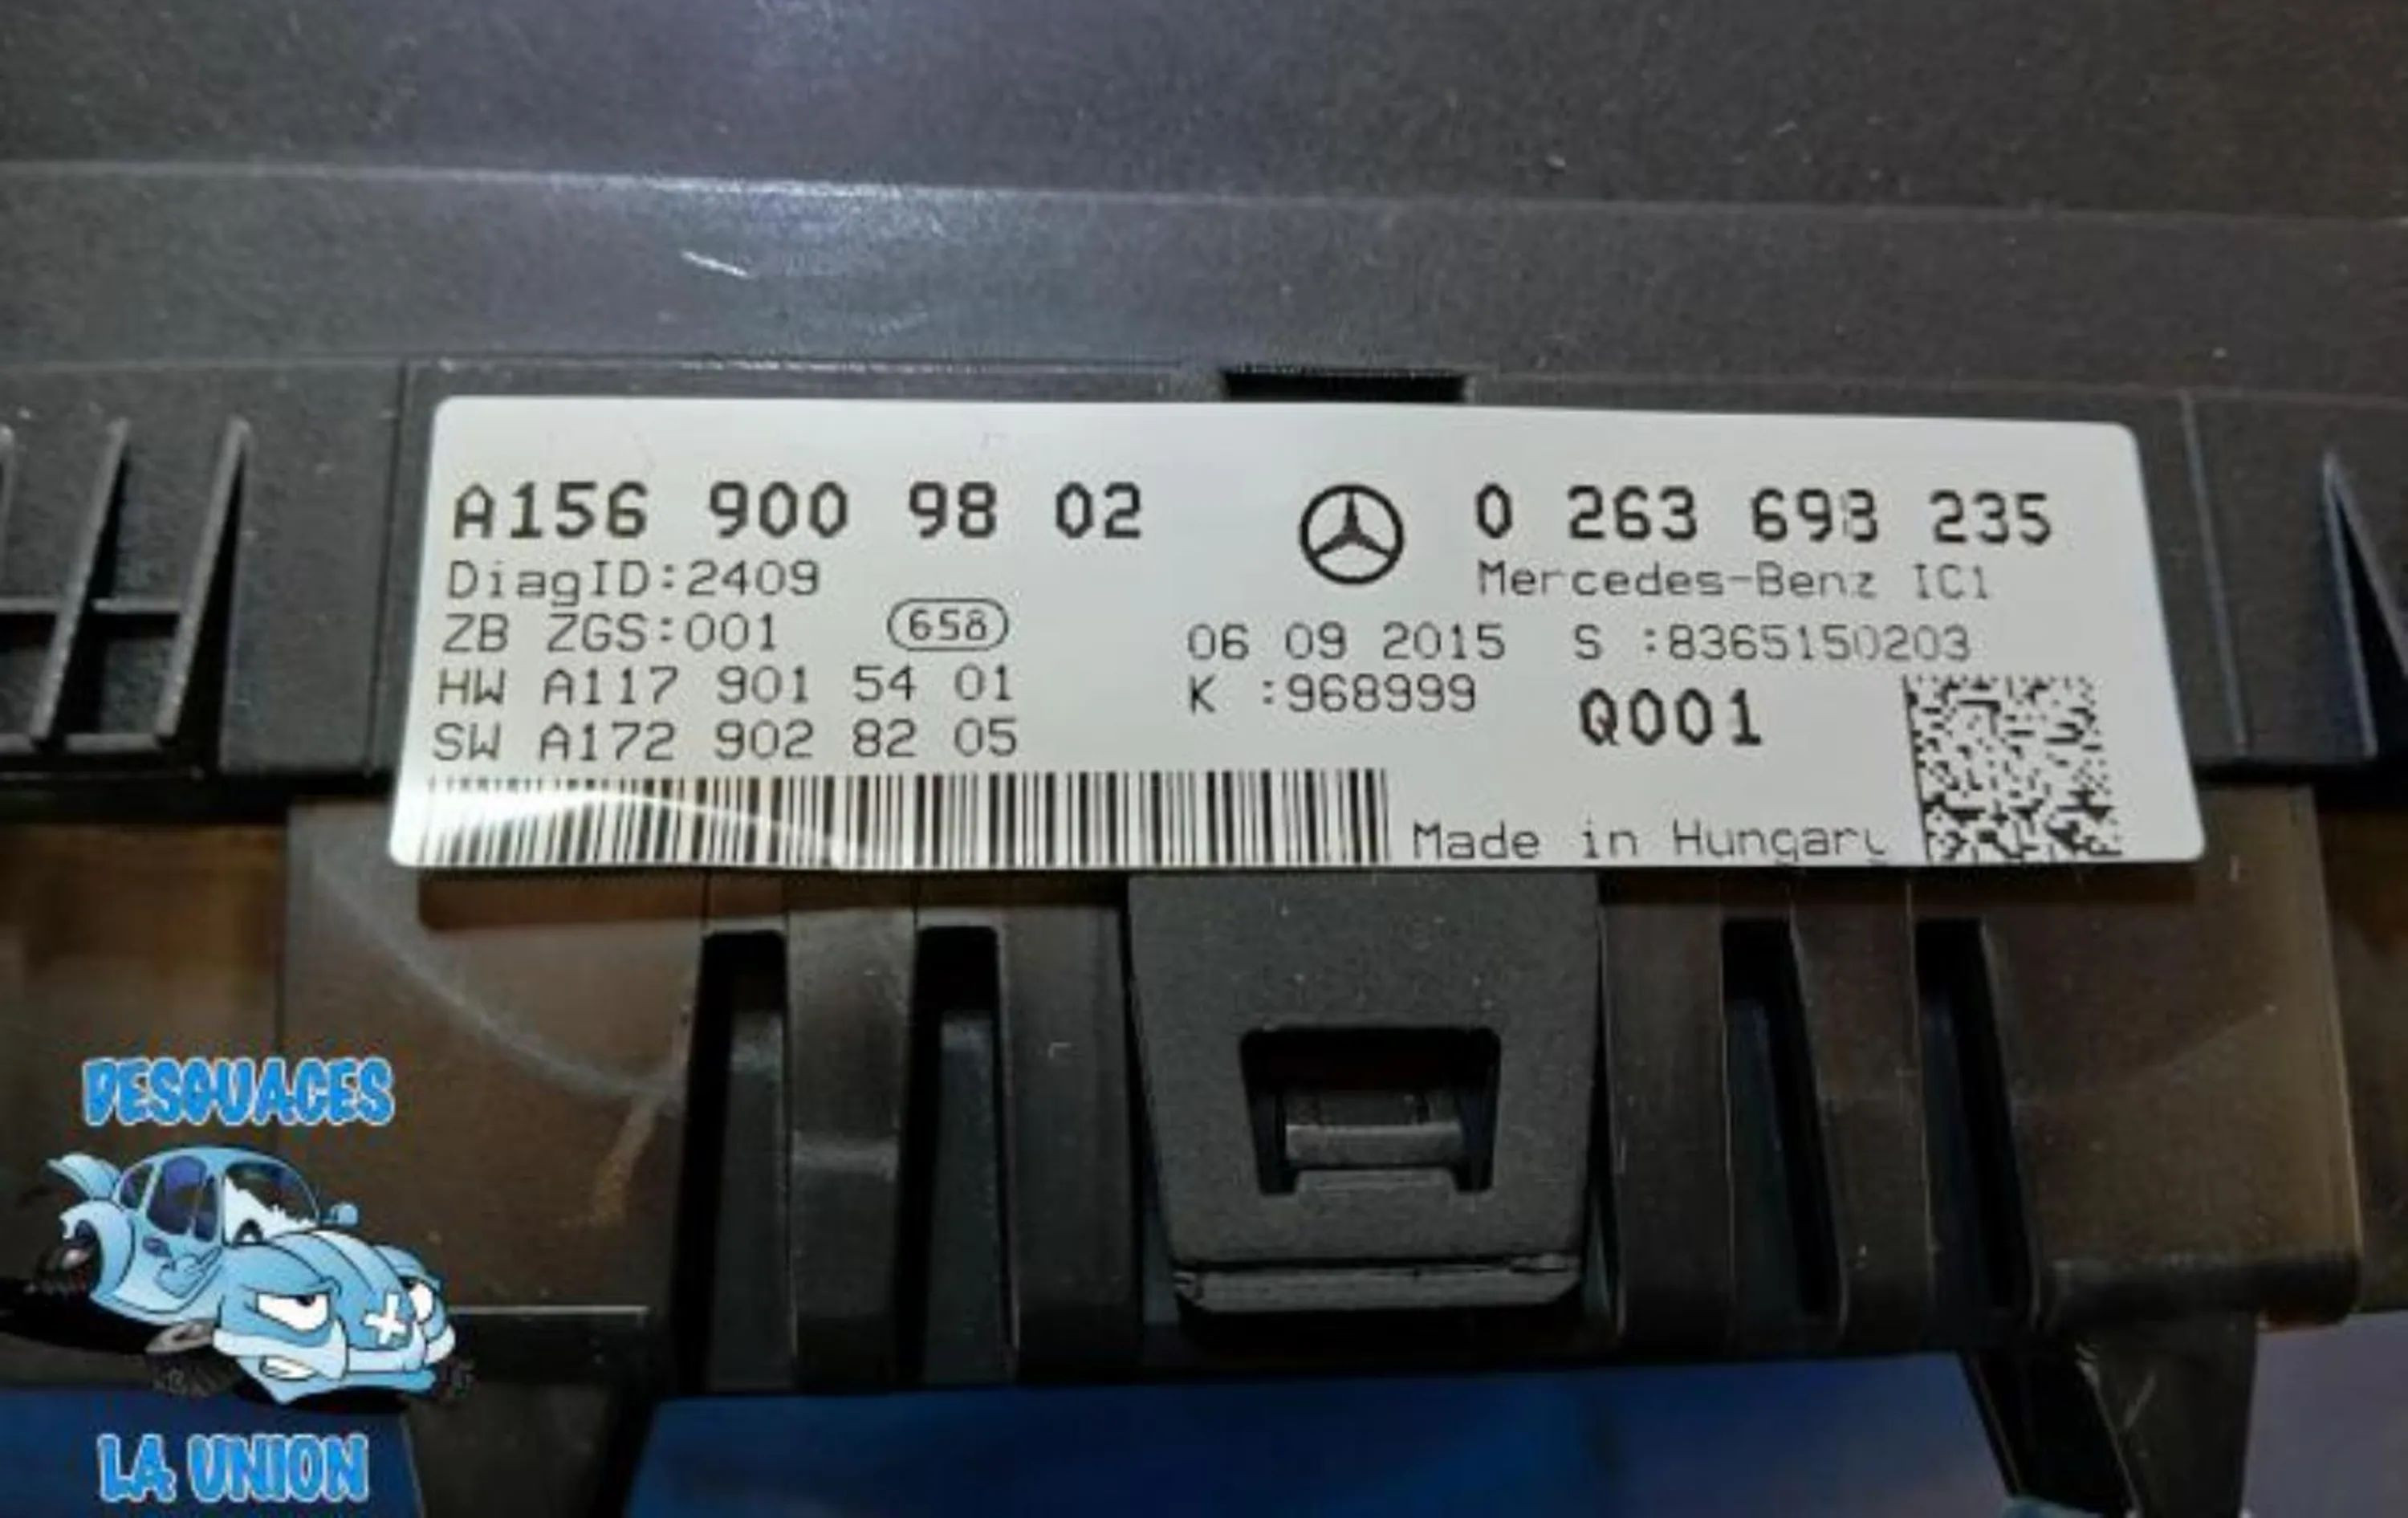 A156 900 98 02
DiagID:2409
ZB ZGS:001 658
HW A117 901 54 01
SW A172 902 82 05
0 263 693 235
Mercedes-Benz IC1
06 09 2015 S :8365150203
K :968999
Q001
Made in Hungary
DESGUACES
LA UNION